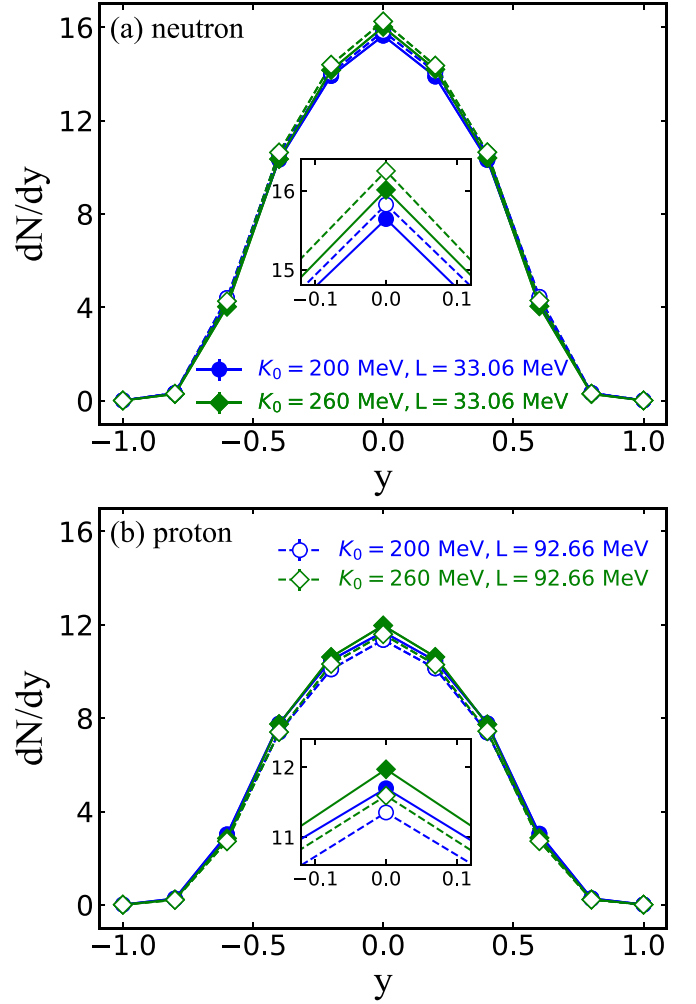 (a) neutron
16
12
8
4
0
dN/dy
16
15
−0.1 0.0 0.1
K₀ = 200 MeV, L = 33.06 MeV
K₀ = 260 MeV, L = 33.06 MeV
−1.0 −0.5 0.0 0.5 1.0
y
(b) proton
16
12
8
4
0
dN/dy
K₀ = 200 MeV, L = 92.66 MeV
K₀ = 260 MeV, L = 92.66 MeV
12
11
−0.1 0.0 0.1
−1.0 −0.5 0.0 0.5 1.0
y